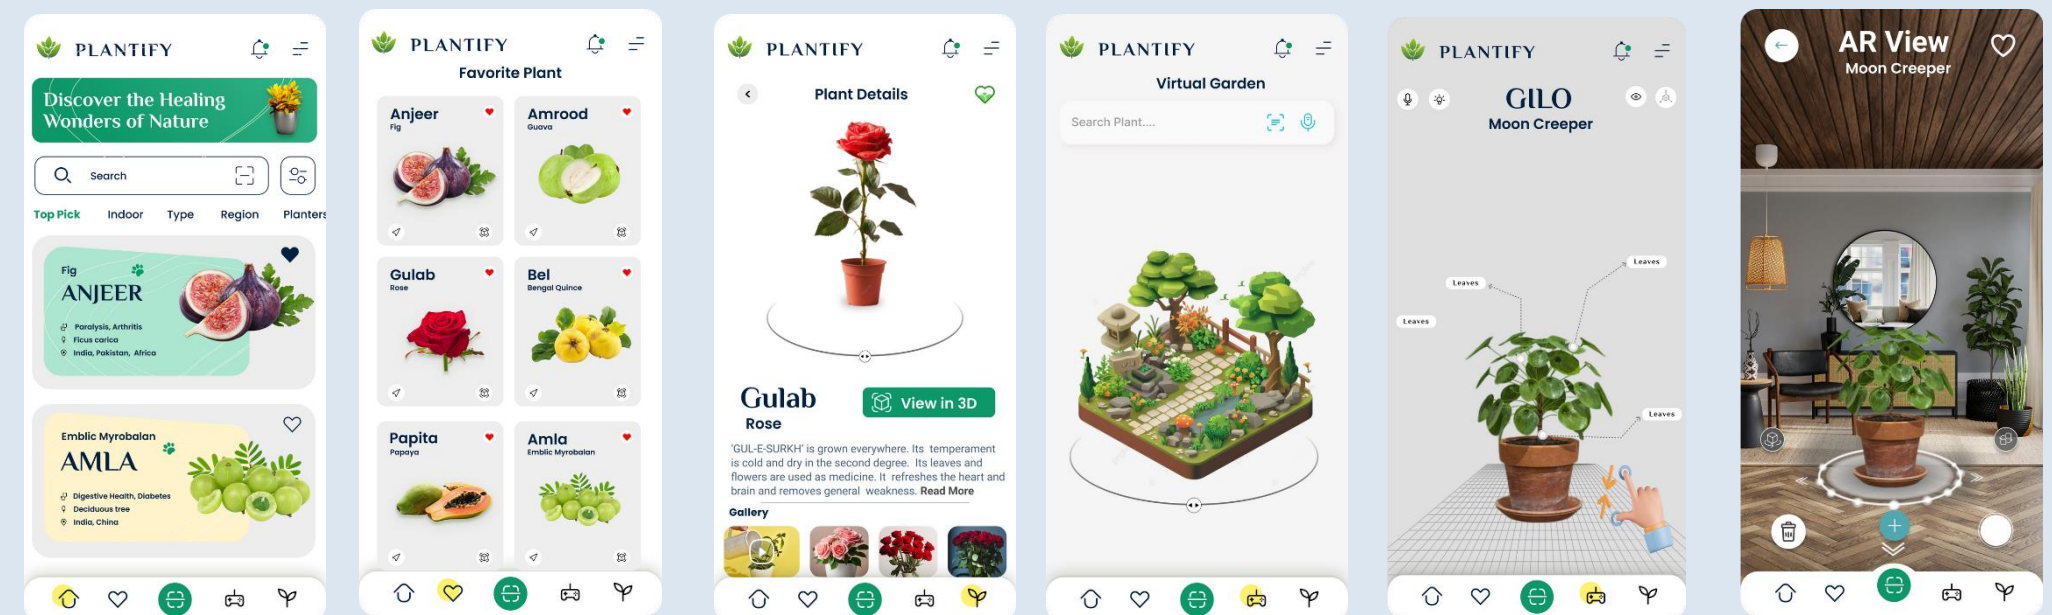 PLANTIFY
Discover the Healing
Wonders of Nature
Search
Top Pick Indoor Type Region Planters
Fig
ANJEER
Paralysis, Arthritis
Ficus carica
India, Pakistan, Africa
Emblic Myrobalan
AMLA
Digestive Health, Diabetes
Deciduous tree
India, China
PLANTIFY
Favorite Plant
Anjeer
Fig
Amrood
Guava
Gulab
Rose
Bel
Bengal Quince
Papita
Papaya
Amla
Emblic Myrobalan
PLANTIFY
Plant Details
Gulab
Rose
View in 3D
'GUL-E-SURKH' is grown everywhere. Its temperament
is cold and dry in the second degree. Its leaves and
flowers are used as medicine. It refreshes the heart and
brain and removes general weakness. Read More
Gallery
PLANTIFY
Virtual Garden
Search Plant....
PLANTIFY
GILO
Moon Creeper
Leaves
Leaves
Leaves
Leaves
AR View
Moon Creeper